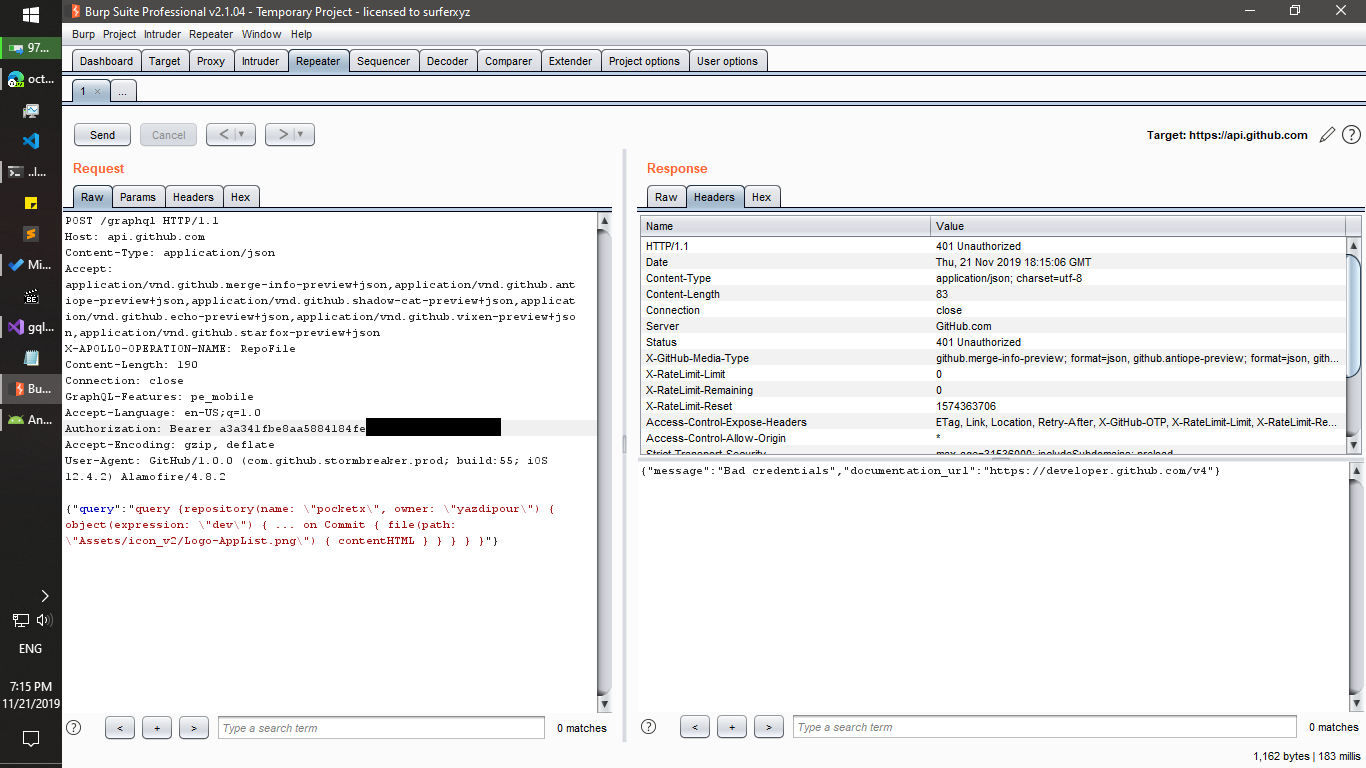 Burp Suite Professional v2.1.04 - Temporary Project - licensed to surferxyz
Burp Project Intruder Repeater Window Help
Dashboard Target Proxy Intruder Repeater Sequencer Decoder Comparer Extender Project options User options
1 × ...
Send Cancel < > Target: https://api.github.com ?
Request
Raw Params Headers Hex
POST /graphql HTTP/1.1
Host: api.github.com
Content-Type: application/json
Accept:
application/vnd.github.merge-info-preview+json,application/vnd.github.ant
iope-preview+json,application/vnd.github.shadow-cat-preview+json,applicat
ion/vnd.github.echo-preview+json,application/vnd.github.vixen-preview+jso
n,application/vnd.github.starfox-preview+json
X-APOLLO-OPERATION-NAME: RepoFile
Content-Length: 190
Connection: close
GraphQL-Features: pe_mobile
Accept-Language: en-US;q=1.0
Authorization: Bearer a3a341fbe8aa5884184fe
Accept-Encoding: gzip, deflate
User-Agent: GitHub/1.0.0 (com.github.stormbreaker.prod; build:55; iOS
12.4.2) Alamofire/4.8.2
{"query":"query {repository(name: \"pocketx\", owner: \"yazdipour\") {
object(expression: \"dev\") { ... on Commit { file(path:
\"Assets/icon_v2/Logo-AppList.png\") { contentHTML } } } } }"}
? < + > Type a search term 0 matches
Response
Raw Headers Hex
Name Value
HTTP/1.1 401 Unauthorized
Date Thu, 21 Nov 2019 18:15:06 GMT
Content-Type application/json; charset=utf-8
Content-Length 83
Connection close
Server GitHub.com
Status 401 Unauthorized
X-GitHub-Media-Type github.merge-info-preview; format=json, github.antiope-preview; format=json, gith...
X-RateLimit-Limit 0
X-RateLimit-Remaining 0
X-RateLimit-Reset 1574363706
Access-Control-Expose-Headers ETag, Link, Location, Retry-After, X-GitHub-OTP, X-RateLimit-Limit, X-RateLimit-Re...
Access-Control-Allow-Origin *
Strict-Transport-Security max-age=31536000; includeSubdomains; preload
{"message":"Bad credentials","documentation_url":"https://developer.github.com/v4"}
? < + > Type a search term 0 matches
1,162 bytes | 183 millis
97...
oct...
..l...
Mi...
gql...
Bu...
An...
ENG
7:15 PM
11/21/2019